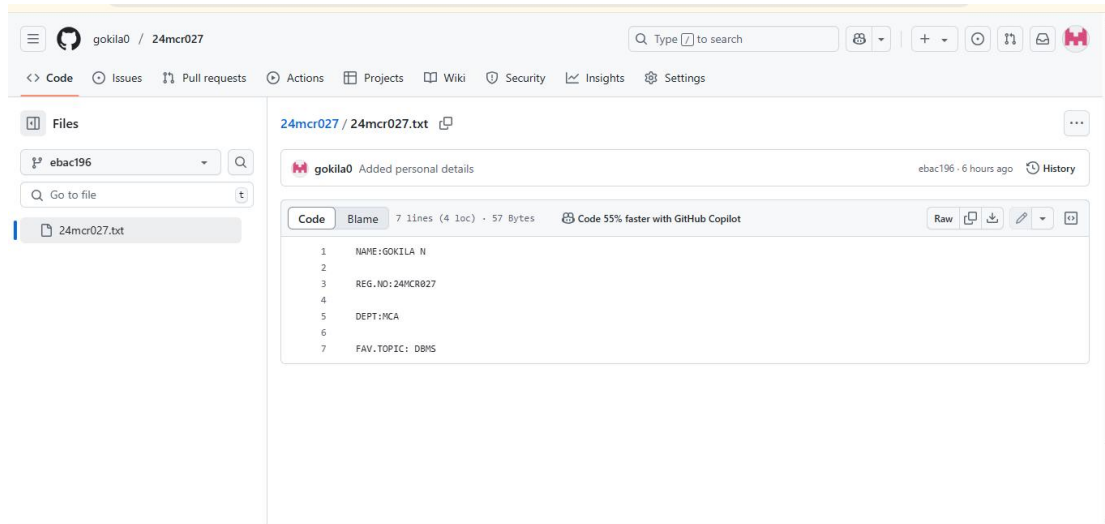 gokila0 / 24mcr027
Type / to search
Code Issues Pull requests Actions Projects Wiki Security Insights Settings
Files
ebac196
Go to file t
24mcr027.txt
24mcr027 / 24mcr027.txt
gokila0 Added personal details ebac196 · 6 hours ago History
Code Blame 7 lines (4 loc) · 57 Bytes Code 55% faster with GitHub Copilot Raw
1 NAME:GOKILA N
2
3 REG.NO:24MCR027
4
5 DEPT:MCA
6
7 FAV.TOPIC: DBMS